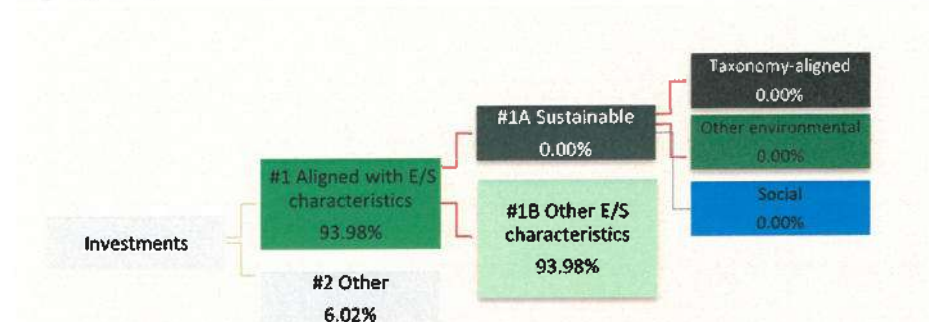 Investments
#1 Aligned with E/S
characteristics
93.98%
#2 Other
6.02%
#1A Sustainable
0.00%
#1B Other E/S
characteristics
93.98%
Taxonomy-aligned
0.00%
Other environmental
0.00%
Social
0.00%